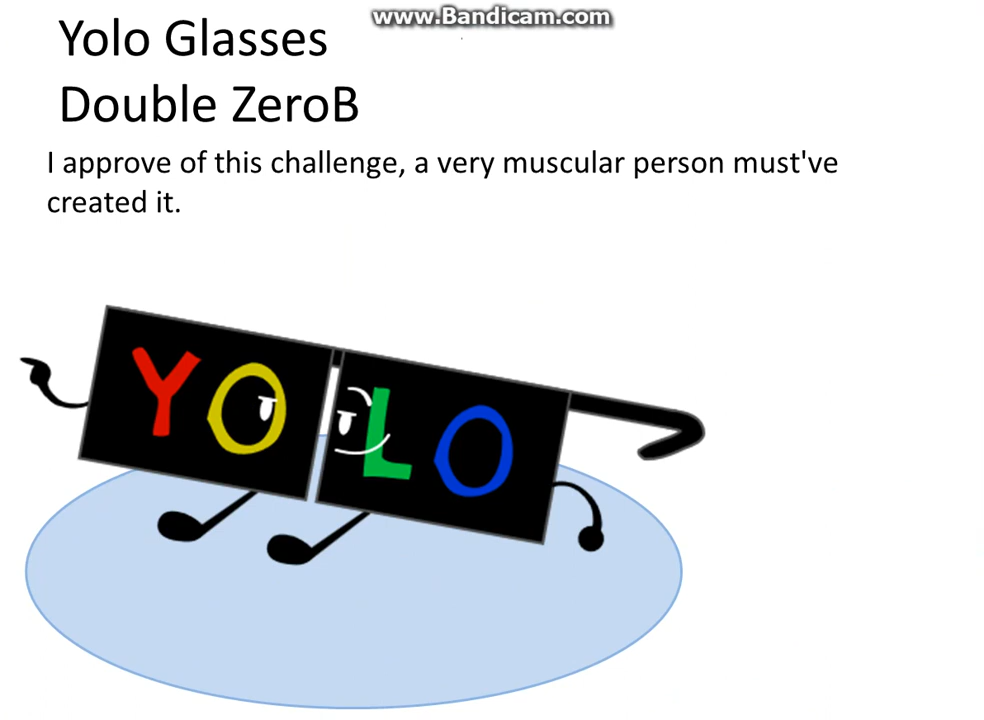 www.Bandicam.com
Yolo Glasses
Double ZeroB
I approve of this challenge, a very muscular person must've
created it.
YOLO